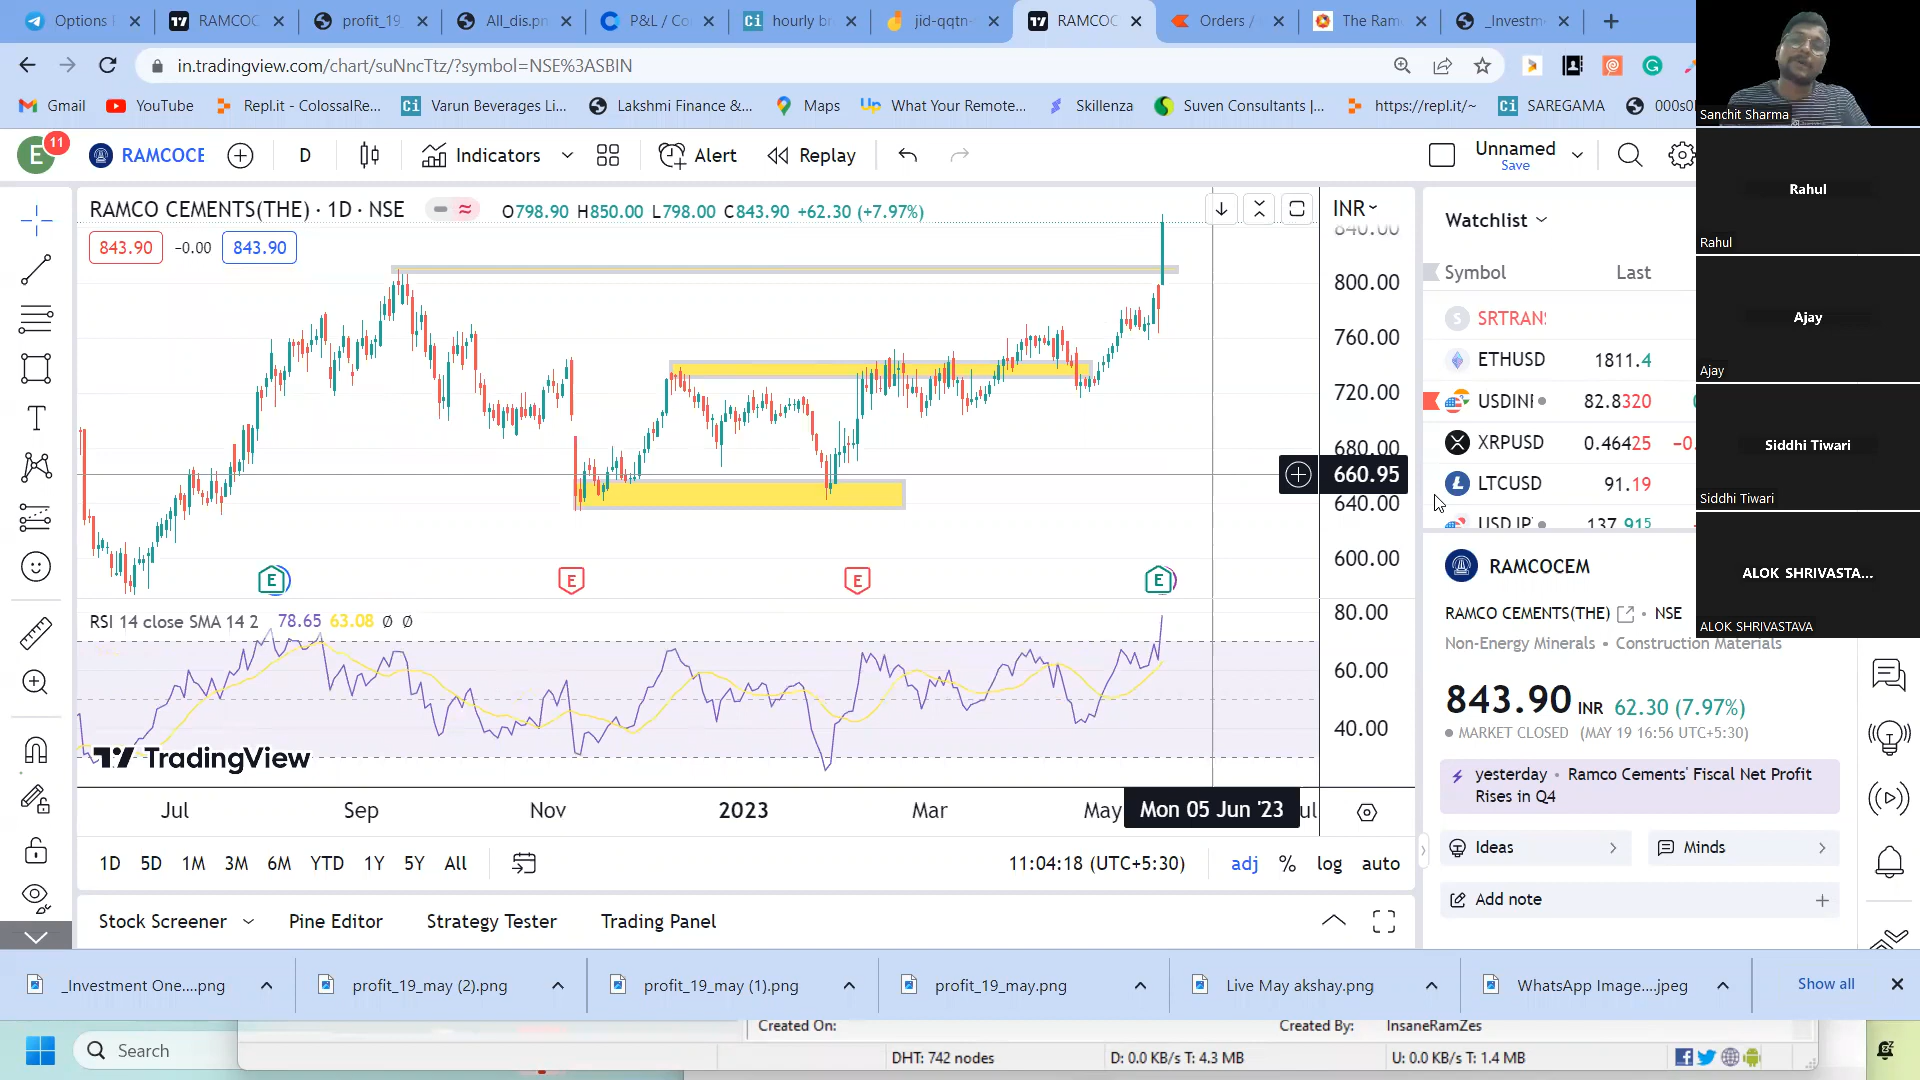 Options P
RAMCOC
profit_19
All_dis.pn
P&L / Co
hourly br
jid-qqtn-
RAMCOC
Orders /
The Ram
_Investm
in.tradingview.com/chart/suNncTtz/?symbol=NSE%3ASBIN
Gmail
YouTube
Repl.it - ColossalRe...
Varun Beverages Li...
Lakshmi Finance &...
Maps
What Your Remote...
Skillenza
Suven Consultants |...
https://repl.it/~
SAREGAMA
000s0
Sanchit Sharma
E
11
RAMCOCE
D
Indicators
Alert
Replay
Unnamed
Save
Rahul
Rahul
RAMCO CEMENTS(THE) · 1D · NSE
O798.90 H850.00 L798.00 C843.90 +62.30 (+7.97%)
INR
843.90
−0.00
843.90
840.00
800.00
760.00
720.00
680.00
660.95
640.00
600.00
Watchlist
Symbol
Last
SRTRAN
ETHUSD
1811.4
USDIN
82.8320
XRPUSD
0.46425
−0.
LTCUSD
91.19
USDJP
137.915
Ajay
Ajay
Siddhi Tiwari
Siddhi Tiwari
ALOK SHRIVASTA...
ALOK SHRIVASTAVA
E
E
E
E
RSI 14 close SMA 14 2 78.65 63.08 Ø Ø
80.00
60.00
40.00
TradingView
Jul
Sep
Nov
2023
Mar
May
Mon 05 Jun '23
ul
RAMCOCEM
RAMCO CEMENTS(THE)
• NSE
Non-Energy Minerals • Construction Materials
843.90 INR 62.30 (7.97%)
MARKET CLOSED (MAY 19 16:56 UTC+5:30)
yesterday • Ramco Cements' Fiscal Net Profit
Rises in Q4
Ideas
Minds
Add note
1D
5D
1M
3M
6M
YTD
1Y
5Y
All
11:04:18 (UTC+5:30)
adj
%
log
auto
Stock Screener
Pine Editor
Strategy Tester
Trading Panel
_Investment One....png
profit_19_may (2).png
profit_19_may (1).png
profit_19_may.png
Live May akshay.png
WhatsApp Image....jpeg
Show all
Search
Created On:
Created By:
InsaneRamZes
DHT: 742 nodes
D: 0.0 KB/s T: 4.3 MB
U: 0.0 KB/s T: 1.4 MB